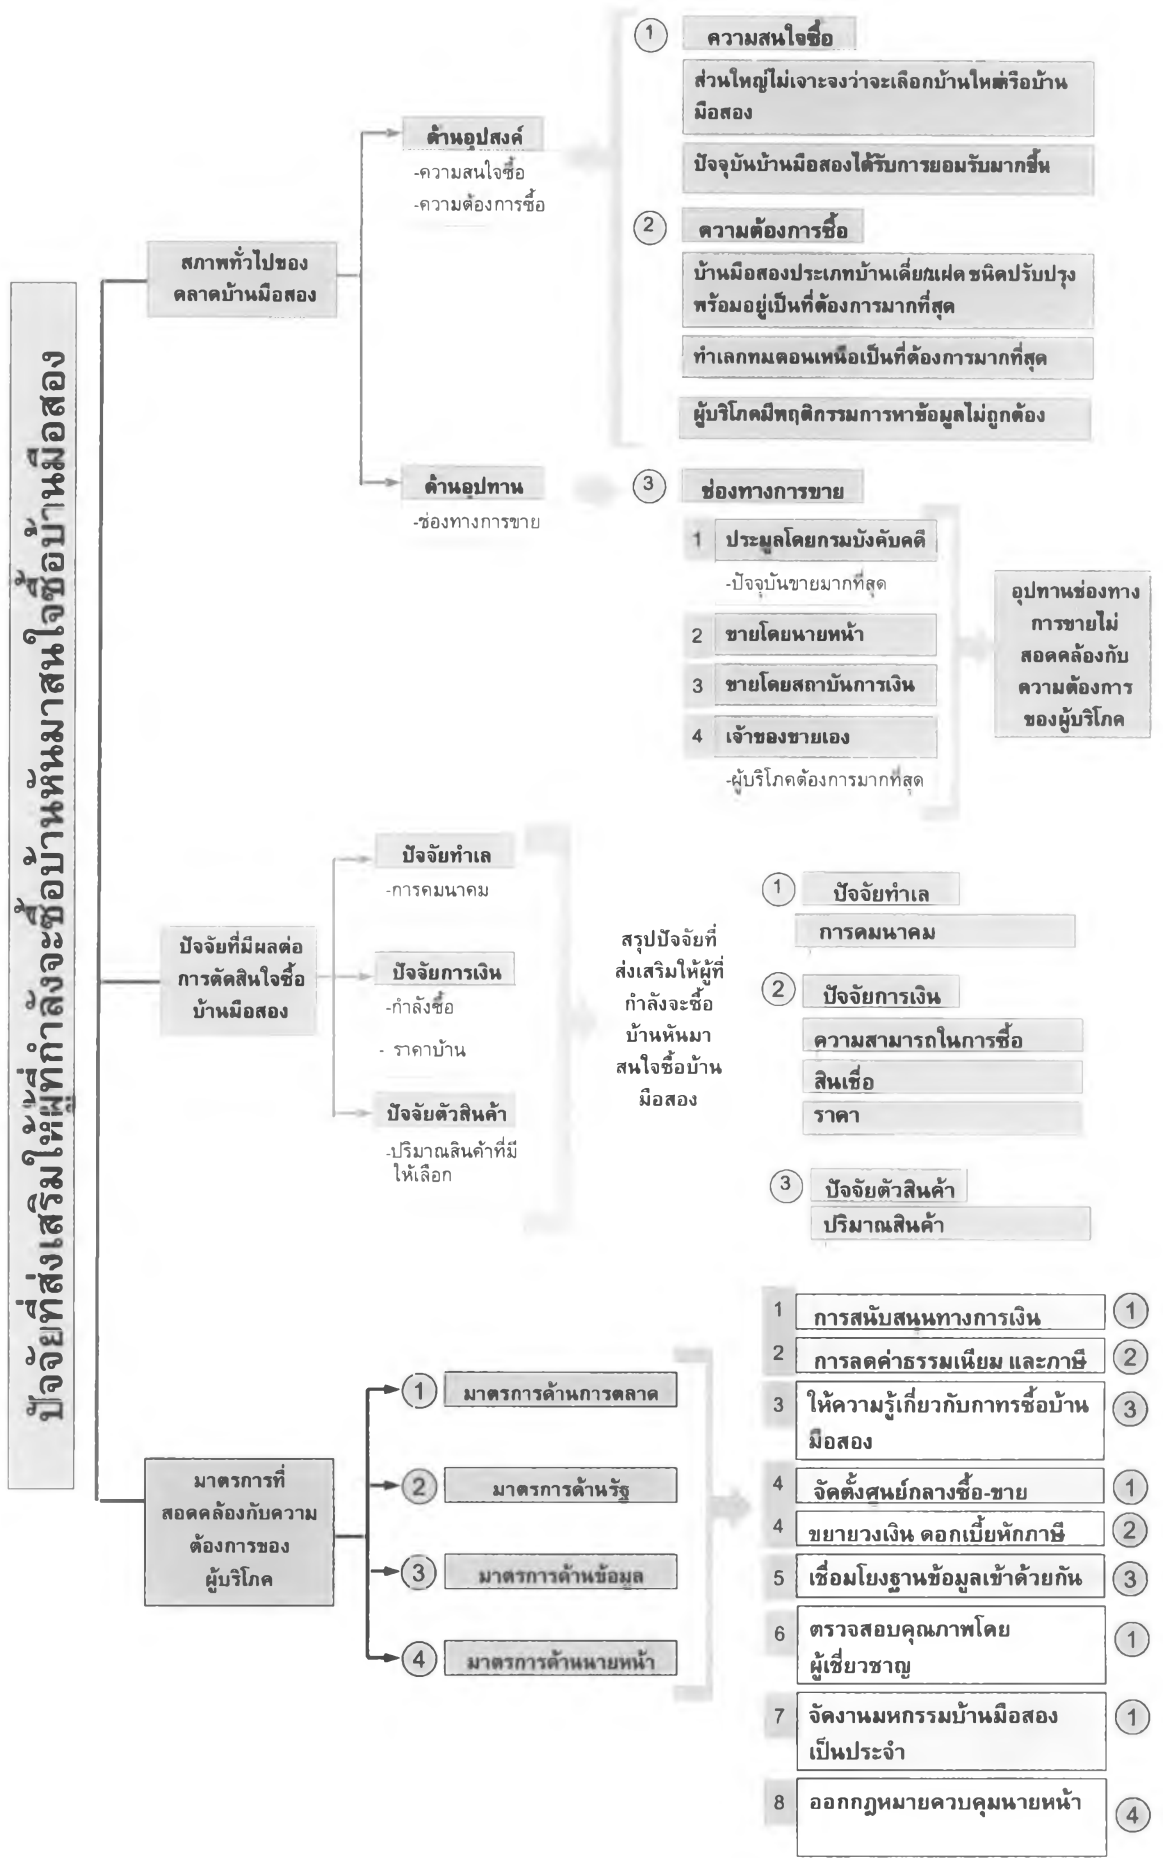 ปัจจัยที่ส่งเสริมให้ผู้ที่กำลังจะซื้อบ้านหันมาสนใจซื้อบ้านมือสอง
สภาพทั่วไปของ
ตลาดบ้านมือสอง
ด้านอุปสงค์
-ความสนใจซื้อ
-ความต้องการซื้อ
1 ความสนใจซื้อ
ส่วนใหญ่ไม่เจาะจงว่าจะเลือกบ้านใหม่หรือบ้าน
มือสอง
ปัจจุบันบ้านมือสองได้รับการยอมรับมากขึ้น
2 ความต้องการซื้อ
บ้านมือสองประเภทบ้านเดี่ยว/แฝด ชนิดปรับปรุง
พร้อมอยู่เป็นที่ต้องการมากที่สุด
ทำเลกทมตอนเหนือเป็นที่ต้องการมากที่สุด
ผู้บริโภคมีพฤติกรรมการหาข้อมูลไม่ถูกต้อง
ด้านอุปทาน
-ช่องทางการขาย
3 ช่องทางการขาย
1 ประมูลโดยกรมบังคับคดี
-ปัจจุบันขายมากที่สุด
2 ขายโดยนายหน้า
3 ขายโดยสถาบันการเงิน
4 เจ้าของขายเอง
-ผู้บริโภคต้องการมากที่สุด
อุปทานช่องทาง
การขายไม่
สอดคล้องกับ
ความต้องการ
ของผู้บริโภค
ปัจจัยที่มีผลต่อ
การตัดสินใจซื้อ
บ้านมือสอง
ปัจจัยทำเล
-การคมนาคม
ปัจจัยการเงิน
-กำลังซื้อ
- ราคาบ้าน
ปัจจัยตัวสินค้า
-ปริมาณสินค้าที่มี
ให้เลือก
สรุปปัจจัยที่
ส่งเสริมให้ผู้ที่
กำลังจะซื้อ
บ้านหันมา
สนใจซื้อบ้าน
มือสอง
1 ปัจจัยทำเล
การคมนาคม
2 ปัจจัยการเงิน
ความสามารถในการซื้อ
สินเชื่อ
ราคา
3 ปัจจัยตัวสินค้า
ปริมาณสินค้า
มาตรการที่
สอดคล้องกับความ
ต้องการของ
ผู้บริโภค
1 มาตรการด้านการตลาด
2 มาตรการด้านรัฐ
3 มาตรการด้านข้อมูล
4 มาตรการด้านนายหน้า
1 การสนับสนุนทางการเงิน 1
2 การลดค่าธรรมเนียม และภาษี 2
3 ให้ความรู้เกี่ยวกับกาทรซื้อบ้าน 3
มือสอง
4 จัดตั้งศูนย์กลางซื้อ-ขาย 1
4 ขยายวงเงิน ดอกเบี้ยหักภาษี 2
5 เชื่อมโยงฐานข้อมูลเข้าด้วยกัน 3
6 ตรวจสอบคุณภาพโดย 1
ผู้เชี่ยวชาญ
7 จัดงานมหกรรมบ้านมือสอง 1
เป็นประจำ
8 ออกกฎหมายควบคุมนายหน้า 4